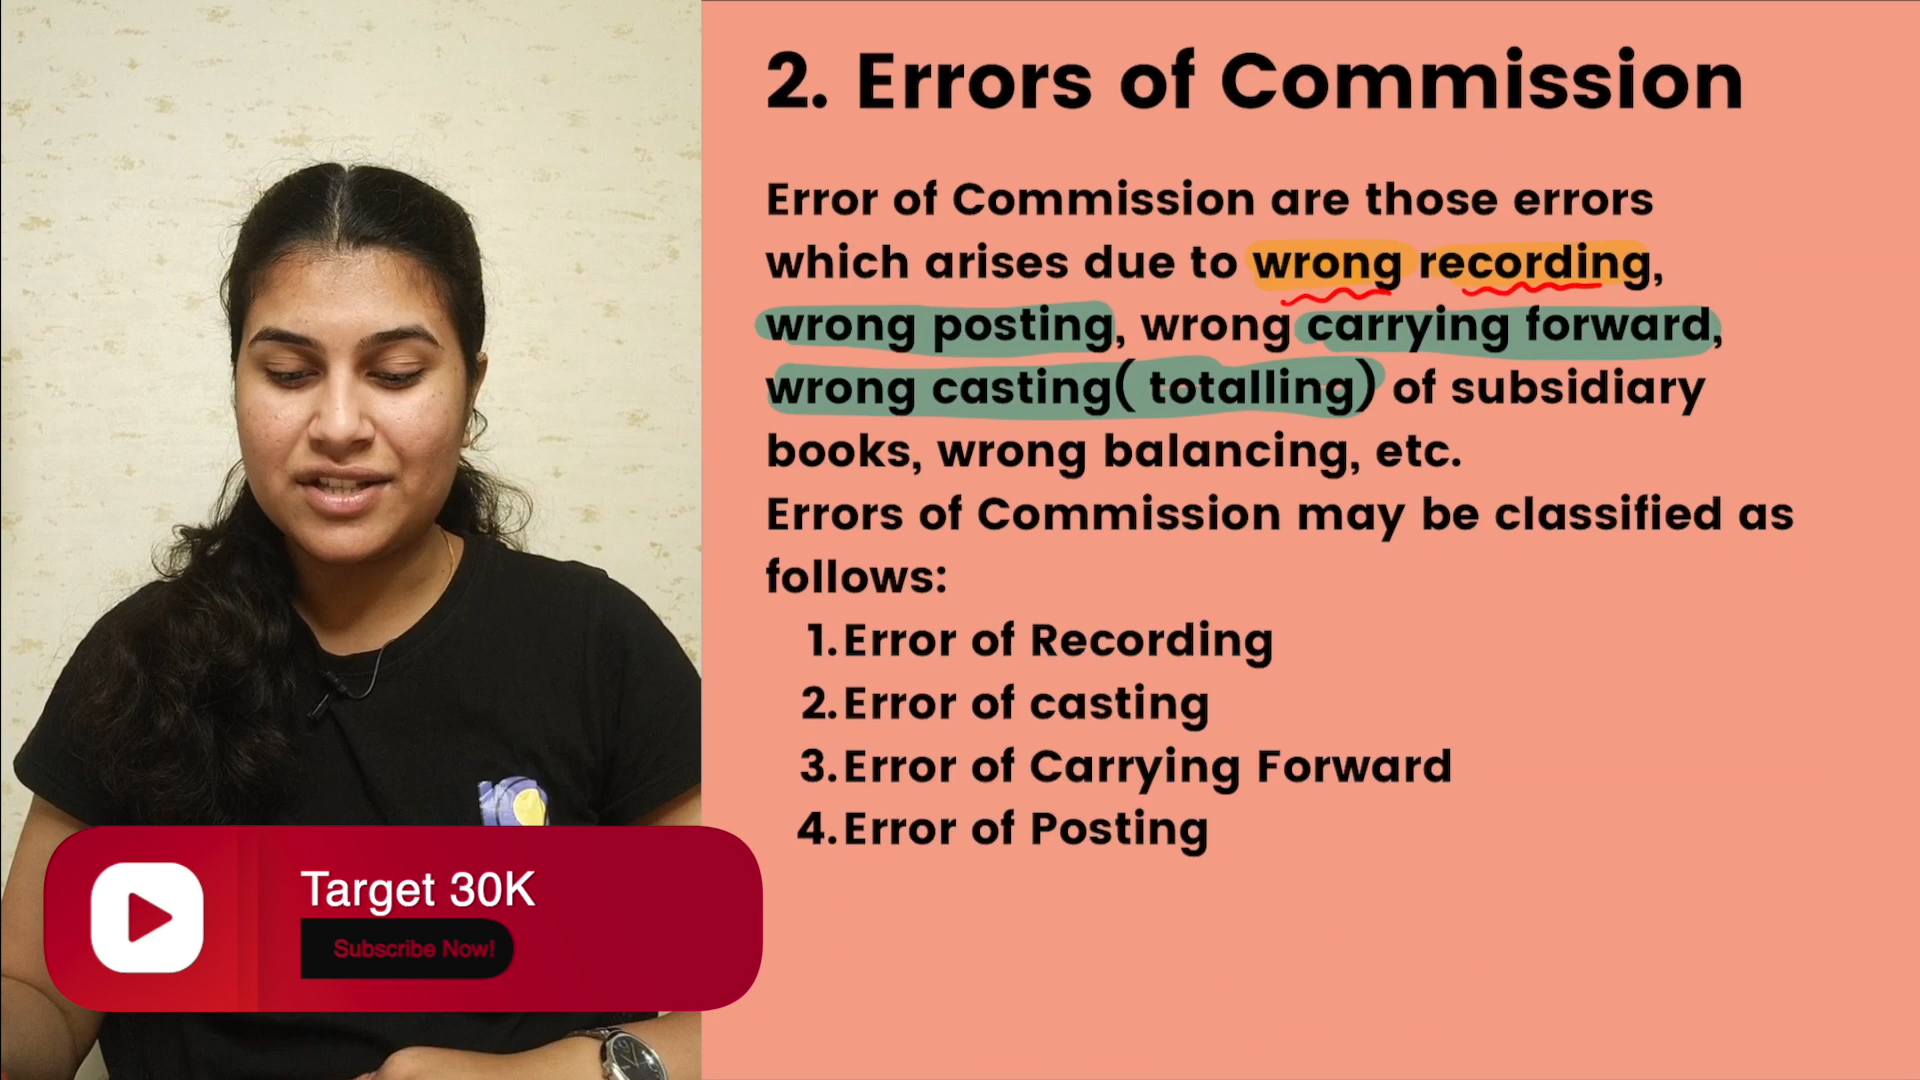 2. Errors of Commission
Error of Commission are those errors
which arises due to wrong recording,
wrong posting, wrong carrying forward,
wrong casting( totalling) of subsidiary
books, wrong balancing, etc.
Errors of Commission may be classified as
follows:
1. Error of Recording
2. Error of casting
3. Error of Carrying Forward
4. Error of Posting
Target 30K
Subscribe Now!